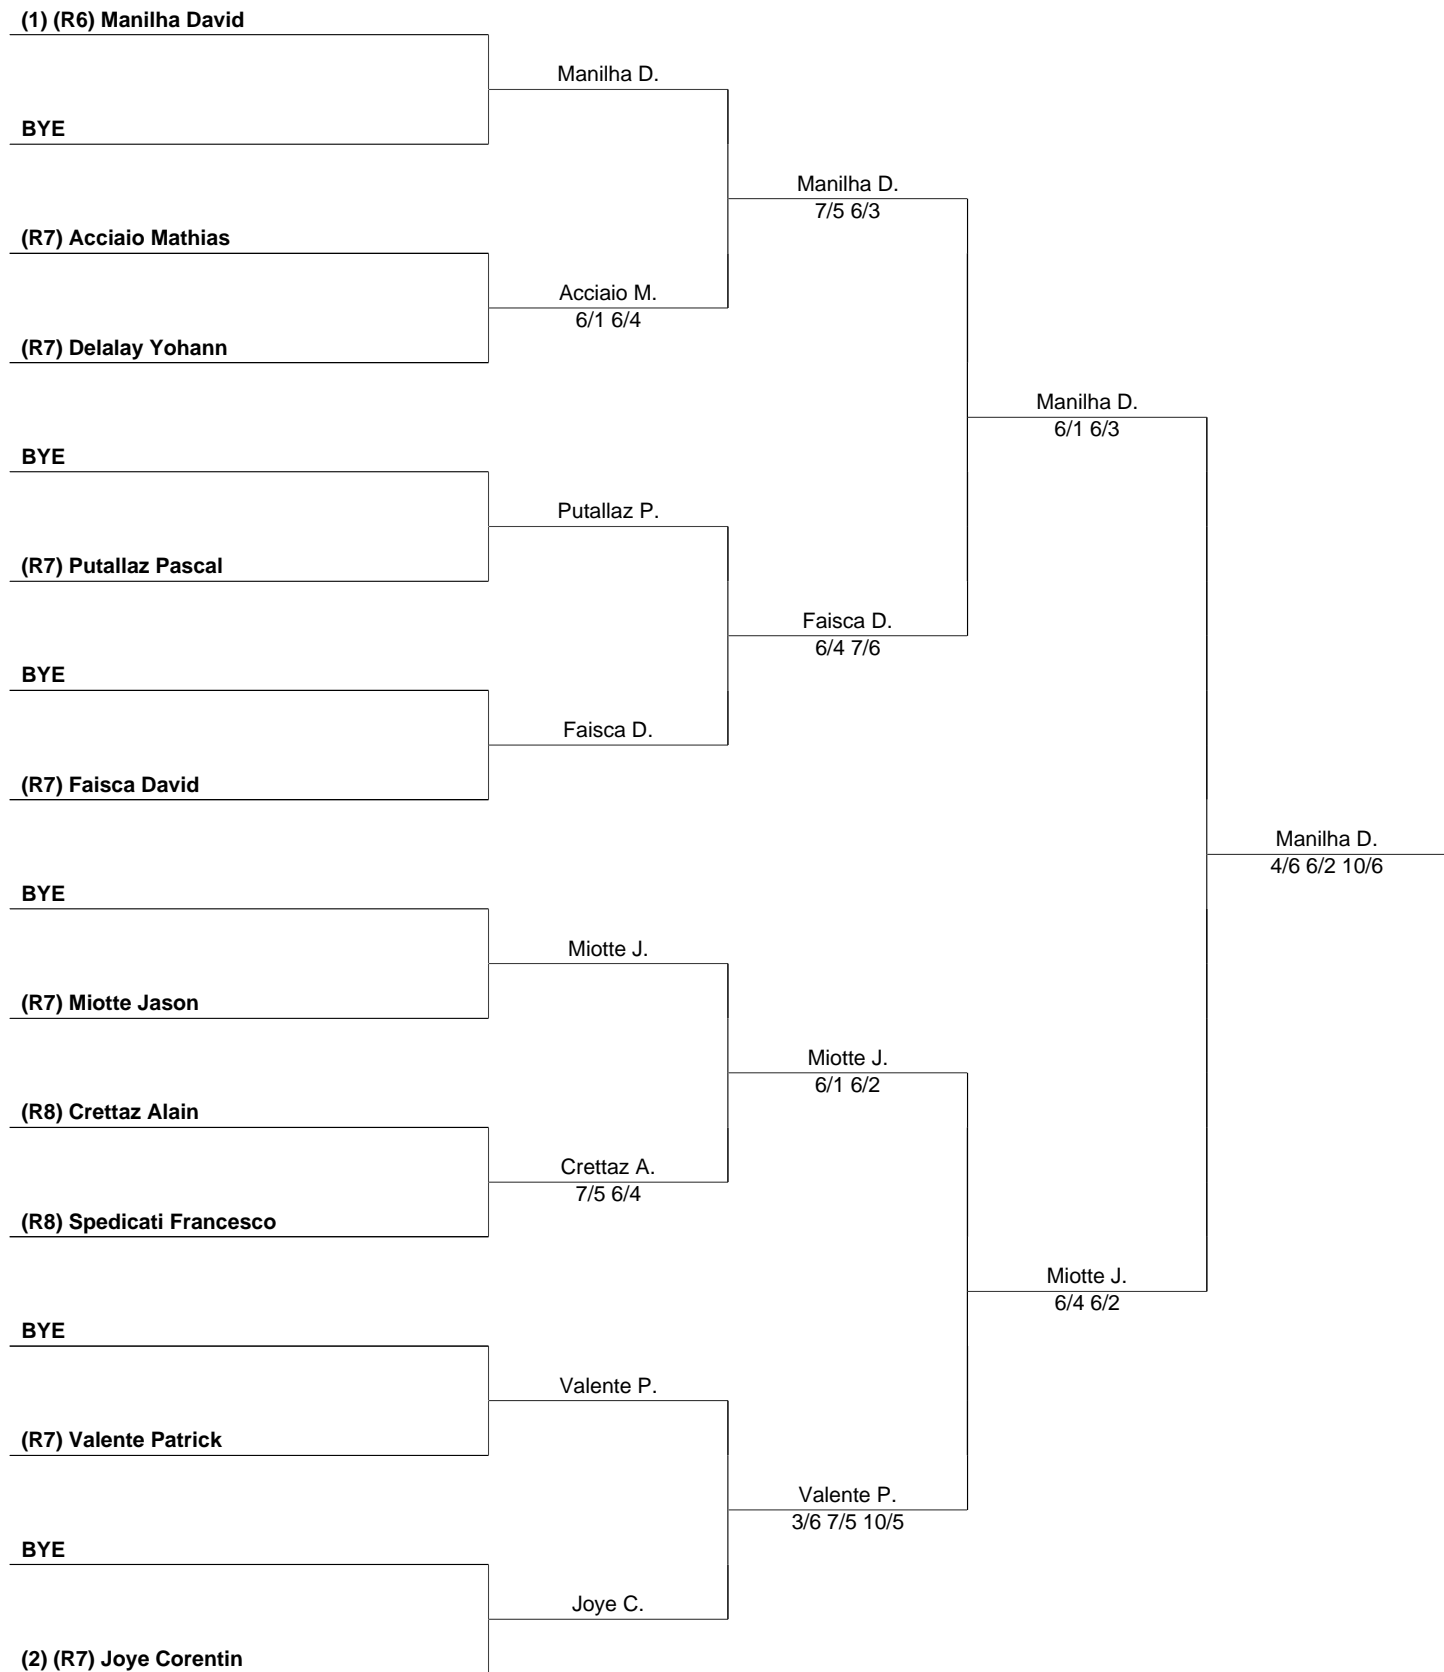 (1) (R6) Manilha David
Manilha D.
BYE
Manilha D.
7/5 6/3
(R7) Acciaio Mathias
Acciaio M.
6/1 6/4
(R7) Delalay Yohann
Manilha D.
6/1 6/3
BYE
Putallaz P.
(R7) Putallaz Pascal
Faisca D.
6/4 7/6
BYE
Faisca D.
(R7) Faisca David
Manilha D.
4/6 6/2 10/6
BYE
Miotte J.
(R7) Miotte Jason
Miotte J.
6/1 6/2
(R8) Crettaz Alain
Crettaz A.
7/5 6/4
(R8) Spedicati Francesco
Miotte J.
6/4 6/2
BYE
Valente P.
(R7) Valente Patrick
Valente P.
3/6 7/5 10/5
BYE
Joye C.
(2) (R7) Joye Corentin